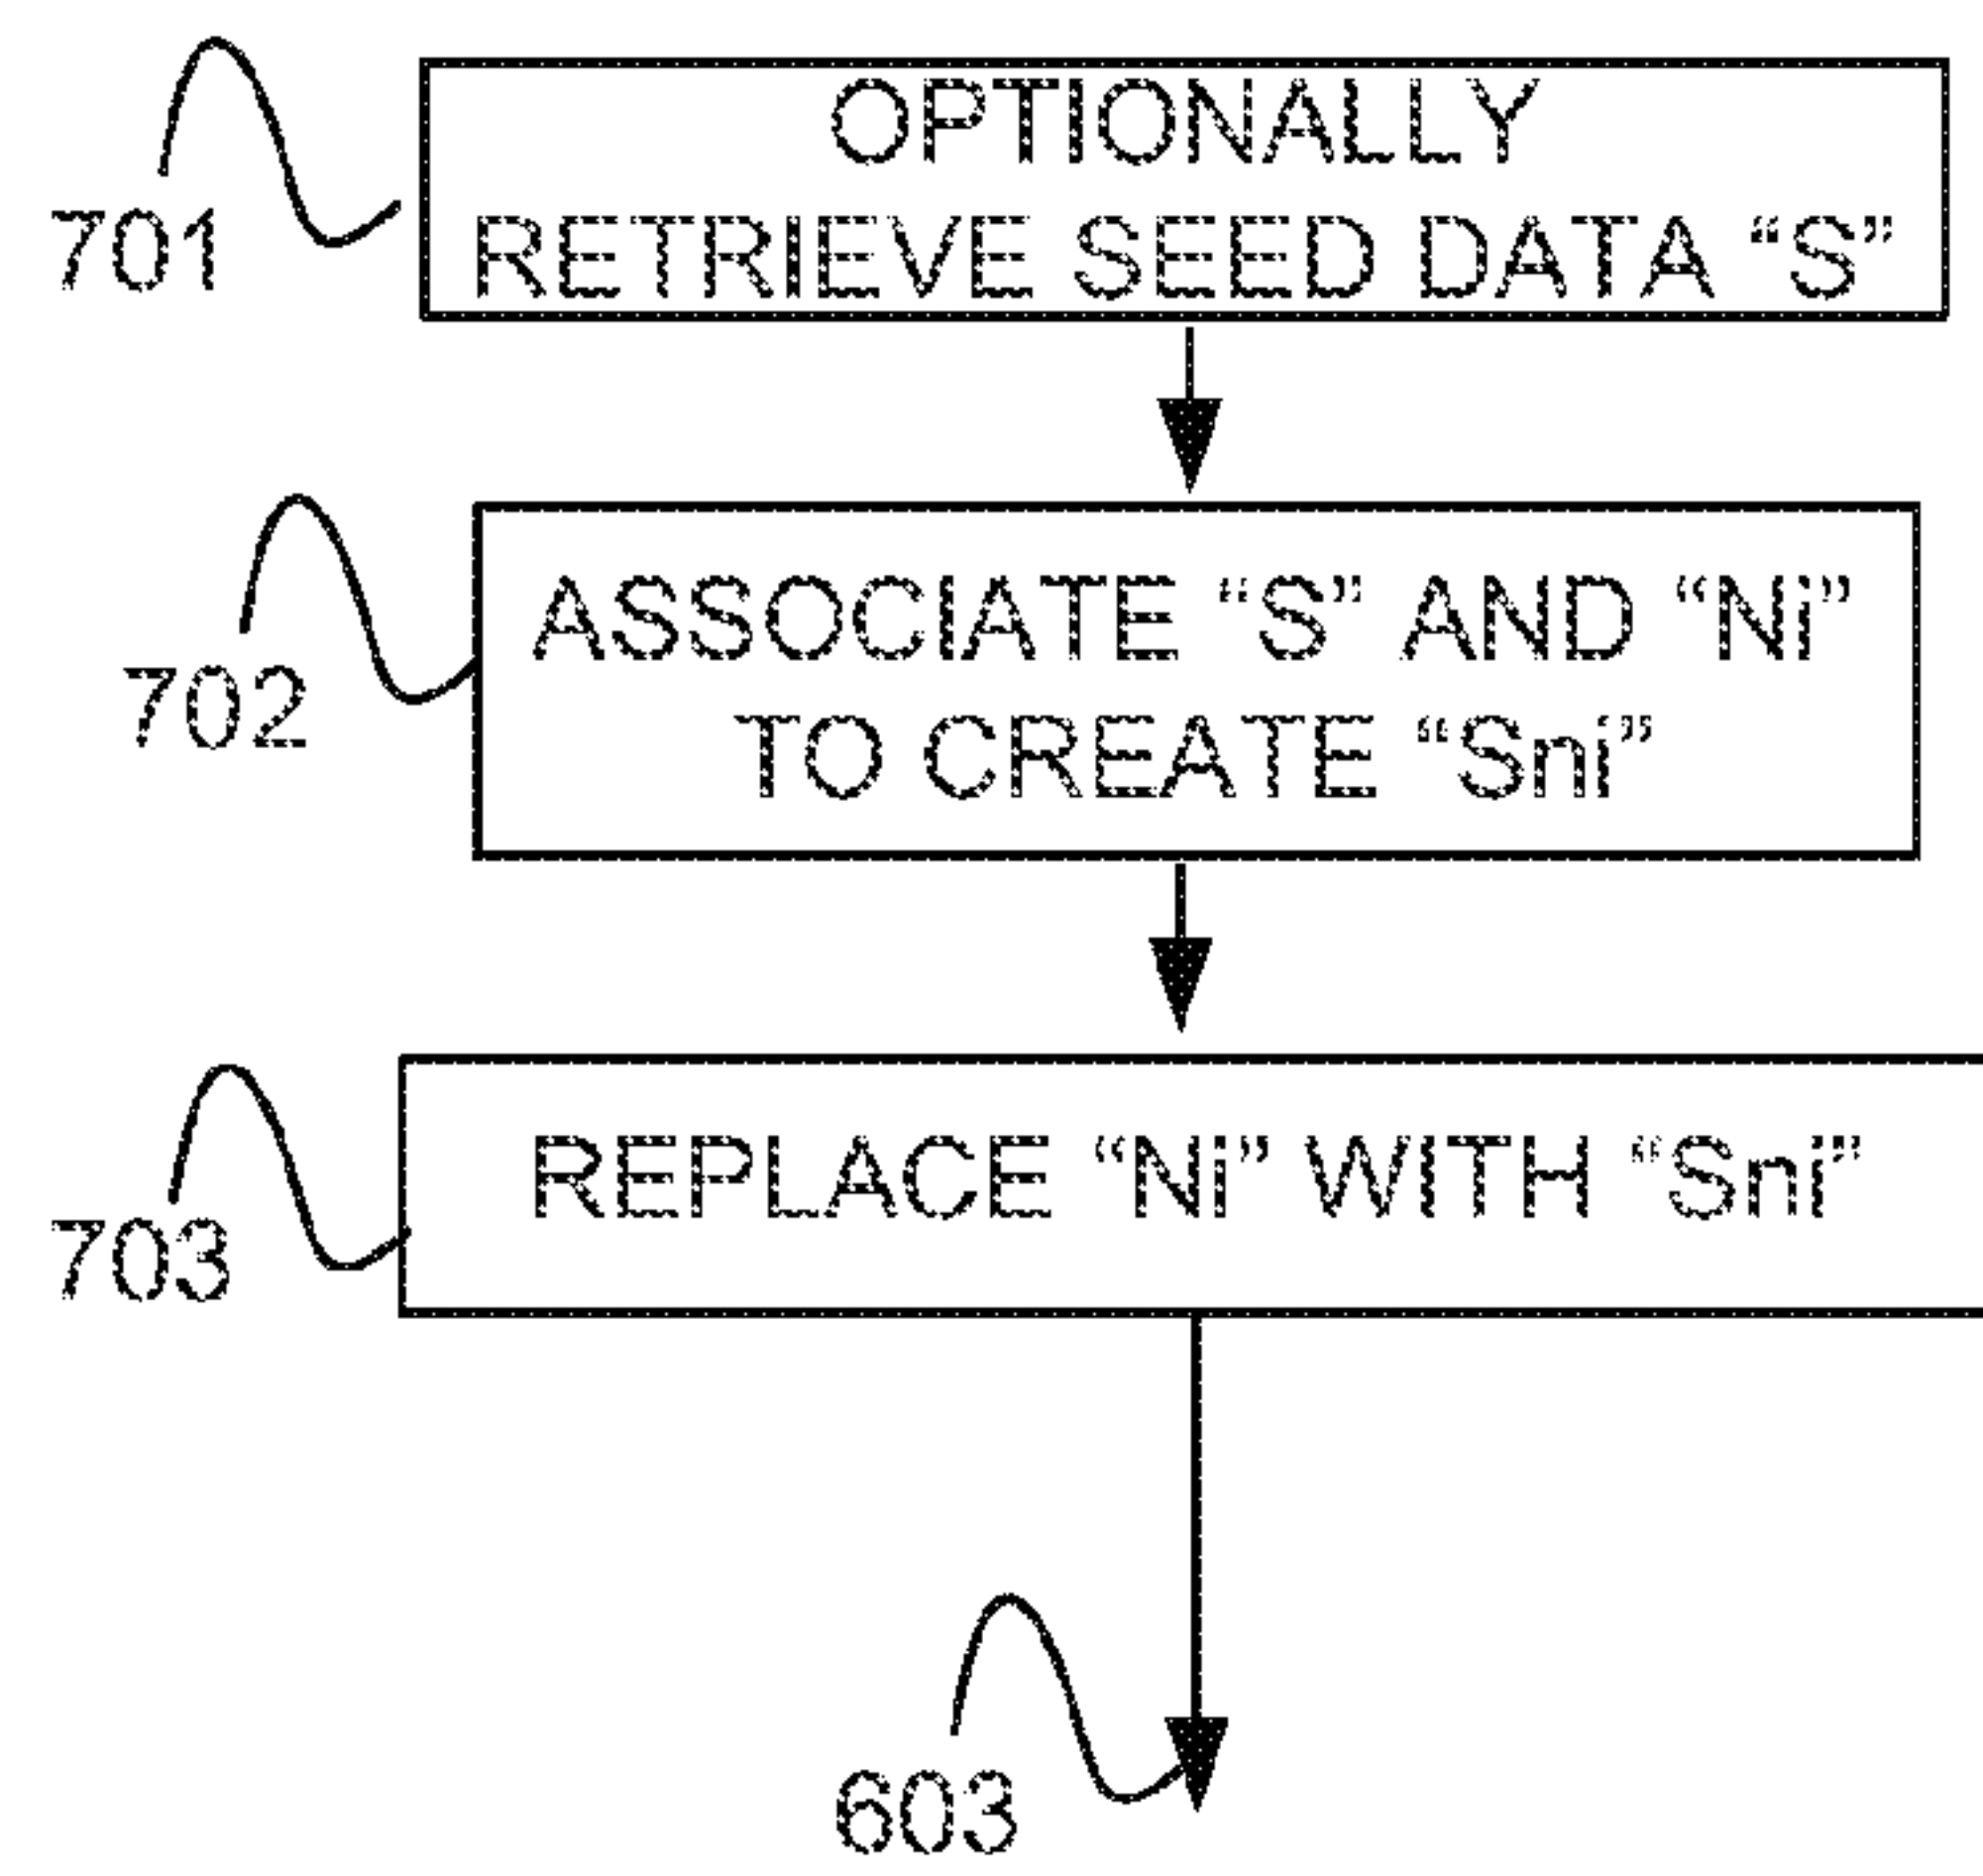 OPTIONALLY
RETRIEVE SEED DATA “S”
701
ASSOCIATE “S” AND “Ni”
TO CREATE “Sni”
702
REPLACE “Ni” WITH “Sni”
703
603